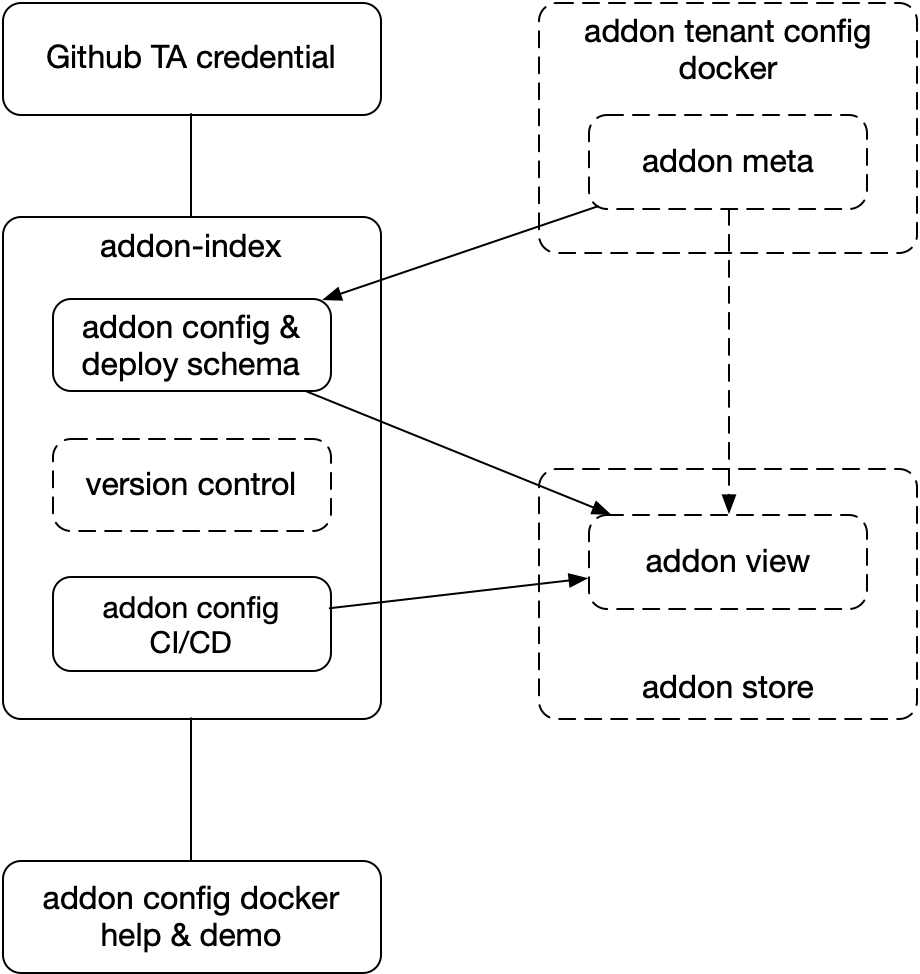 Github TA credential
addon tenant config
docker
addon meta
addon-index
addon config &
deploy schema
version control
addon config
CI/CD
addon view
addon store
addon config docker
help & demo